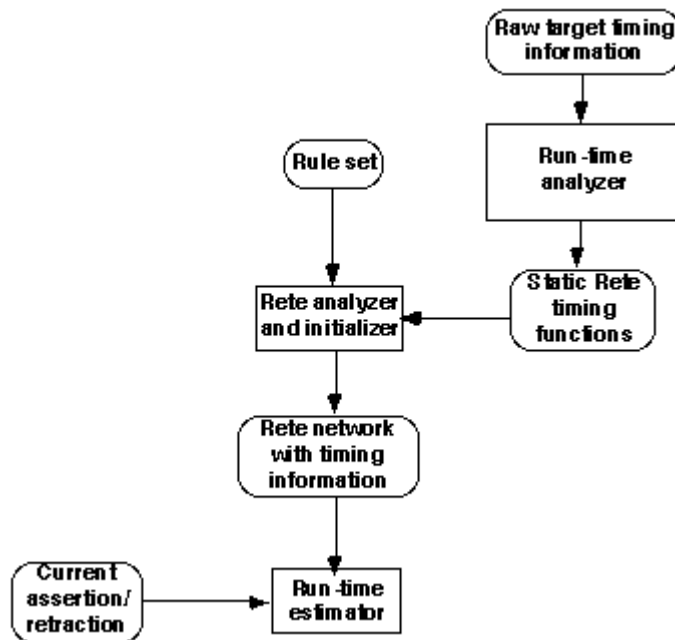 Raw target timing
information
Run-time
analyzer
Rule set
Static Rete
timing
functions
Rete analyzer
and initializer
Rete network
with timing
information
Current
assertion/
retraction
Run-time
estimator